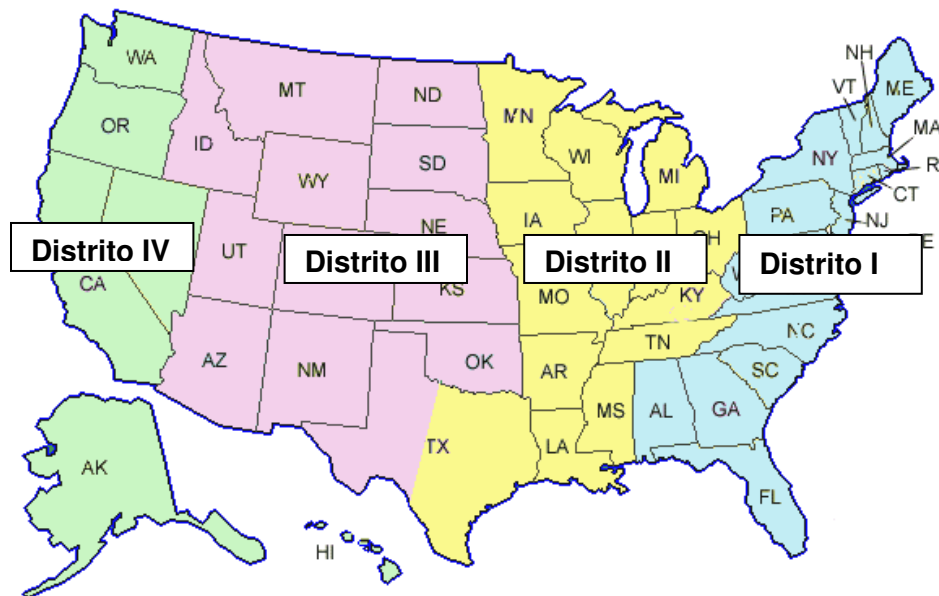 WA
MT
ND
MN
NH
VT
ME
OR
ID
SD
WI
MI
NY
MA
R
WY
CT
IA
PA
NJ
NE
OH
E
Distrito IV
UT
Distrito III
Distrito II
Distrito I
CA
KS
MO
KY
W
NC
TN
AZ
NM
OK
AR
SC
MS
AL
GA
TX
LA
AK
FL
HI